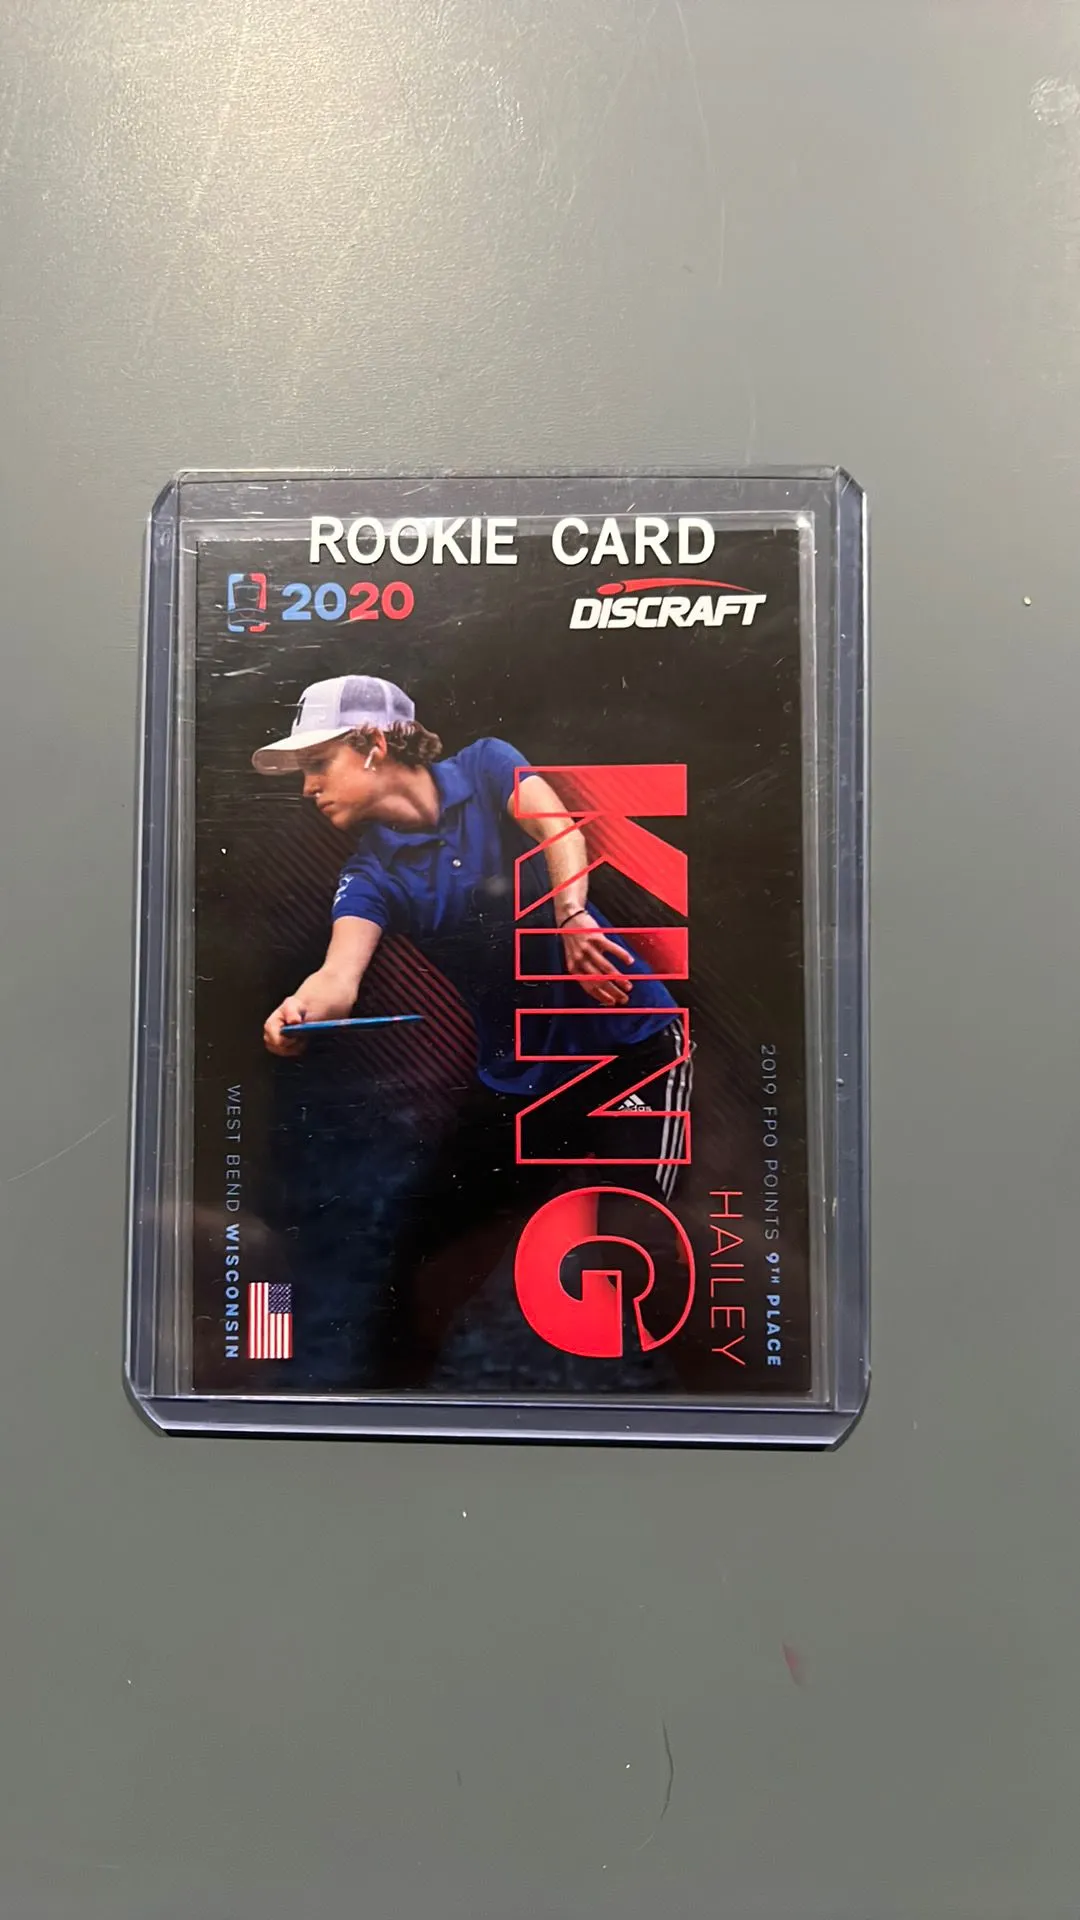 ROOKIE CARD
2020
DISCRAFT
KING
HAILEY
2019 FPO POINTS 9TH PLACE
WEST BEND WISCONSIN
adidas